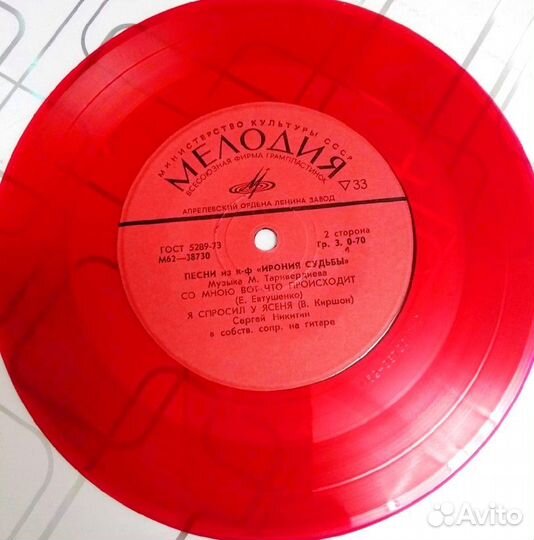 МИНИСТЕРСТВО КУЛЬТУРЫ СССР
МЕЛОДИЯ
ВСЕСОЮЗНАЯ ФИРМА ГРАМПЛАСТИНОК
▽33
АПРЕЛЕВСКИЙ ОРДЕНА ЛЕНИНА ЗАВОД
ГОСТ 5289-73
М62—38730
2 сторона
Гр. 3. 0-70
ПЕСНИ из к-ф «ИРОНИЯ СУДЬБЫ»
Музыка М. Таривердиева
СО МНОЮ ВОТ ЧТО ПРОИСХОДИТ
(Е. Евтушенко)
Я СПРОСИЛ У ЯСЕНЯ (В. Киршон)
Сергей Никитин
в собств. сопр. на гитаре
Avito